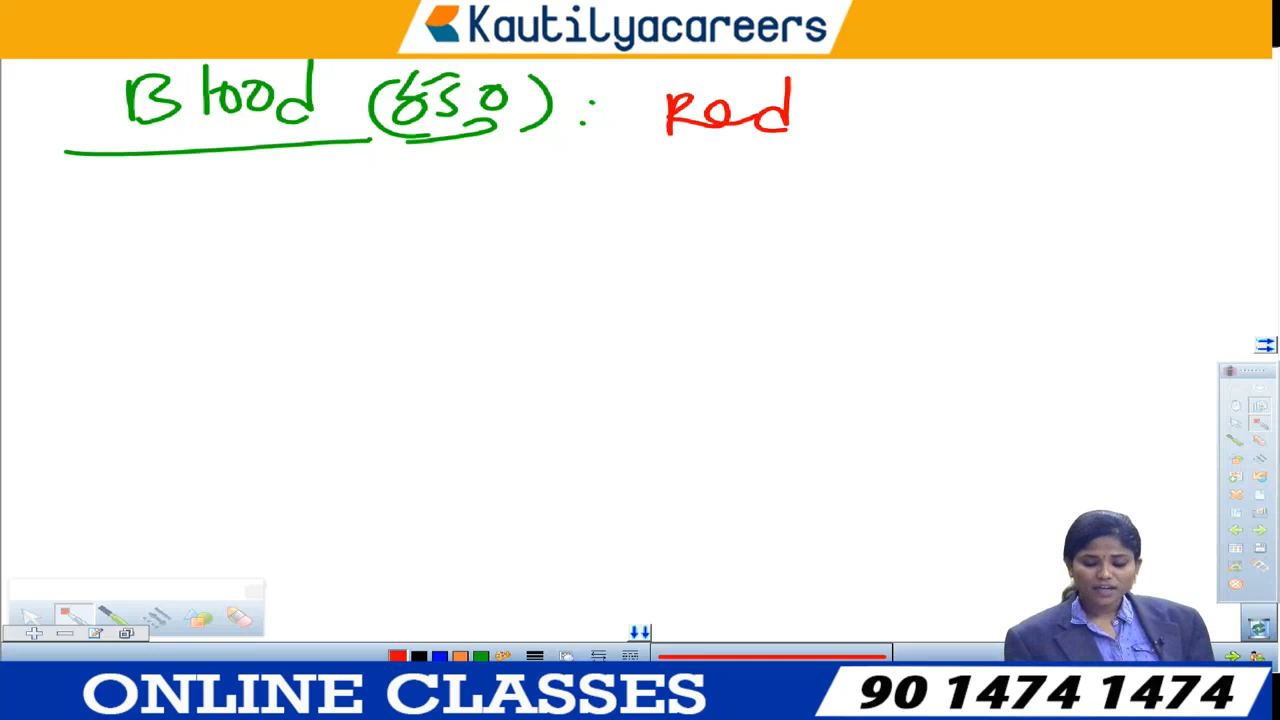 Kautilyacareers
Blood (రక్తం) : Red
ONLINE CLASSES
90 1474 1474